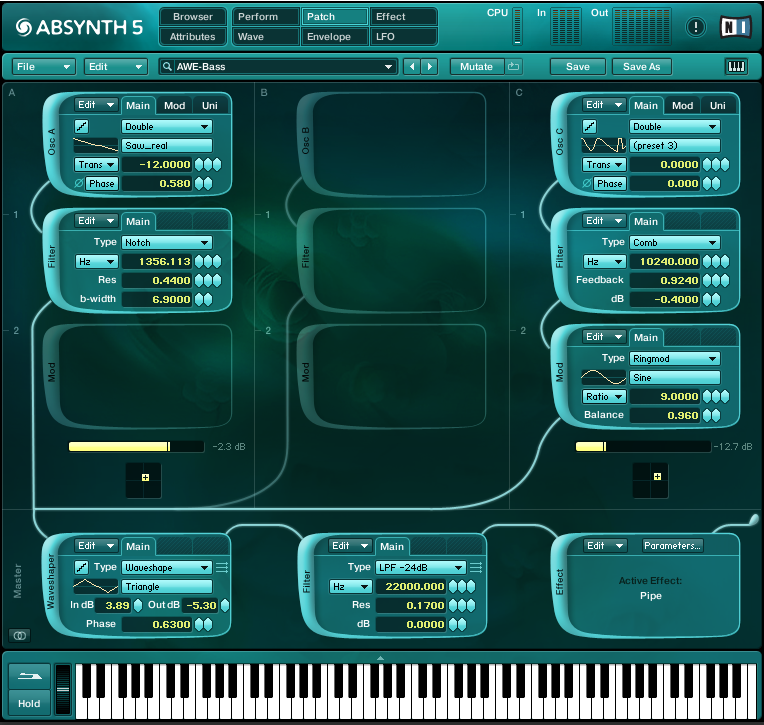 ABSYNTH 5
Browser Perform Patch Effect
Attributes Wave Envelope LFO
CPU In Out
! NI
File Edit AWE-Bass Mutate Save Save As
A B C
Osc A
Edit Main Mod Uni
Double
Saw_real
Trans -12.0000
Phase 0.580
Osc B
Osc C
Edit Main Mod Uni
Double
(preset 3)
Trans 0.0000
Phase 0.000
1 1 1
Filter
Edit Main
Type Notch
Hz 1356.113
Res 0.4400
b-width 6.9000
Filter
Filter
Edit Main
Type Comb
Hz 10240.000
Feedback 0.9240
dB -0.4000
2 2 2
Mod
Mod
Mod
Edit Main
Type Ringmod
Sine
Ratio 9.0000
Balance 0.960
-2.3 dB
-12.7 dB
Master
Waveshaper
Edit Main
Type Waveshape
Triangle
In dB 3.89 Out dB -5.30
Phase 0.6300
Filter
Edit Main
Type LPF -24dB
Hz 22000.000
Res 0.1700
dB 0.0000
Effect
Edit Parameters...
Active Effect:
Pipe
Hold